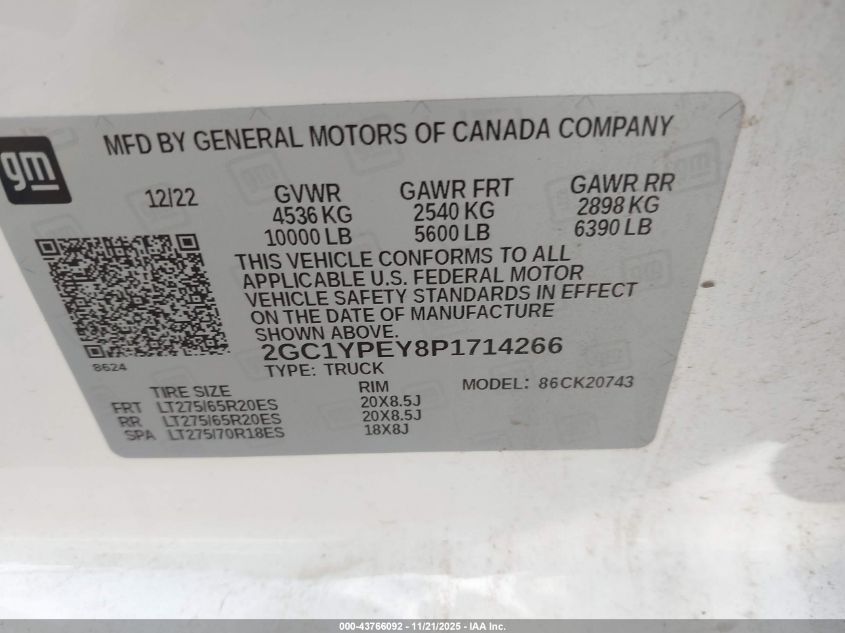 MFD BY GENERAL MOTORS OF CANADA COMPANY
gm
12/22
GVWR GAWR FRT GAWR RR
4536 KG 2540 KG 2898 KG
10000 LB 5600 LB 6390 LB
THIS VEHICLE CONFORMS TO ALL
APPLICABLE U.S. FEDERAL MOTOR
VEHICLE SAFETY STANDARDS IN EFFECT
ON THE DATE OF MANUFACTURE
SHOWN ABOVE.
2GC1YPEY8P1714266
8624
TYPE: TRUCK
TIRE SIZE RIM MODEL: 86CK20743
FRT LT275/65R20ES 20X8.5J
RR LT275/65R20ES 20X8.5J
SPA LT275/70R18ES 18X8J
000-43766092 - 11/21/2025 - IAA Inc.